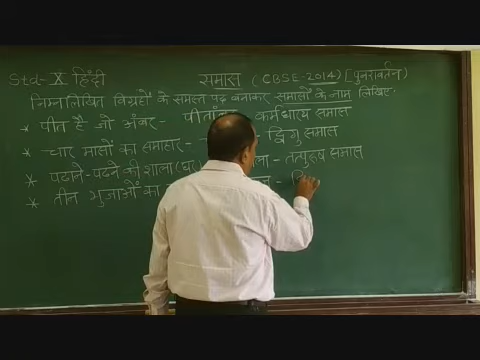 Std- X हिंदी
समास (CBSE-2014) [पुनरावर्तन]
निम्नलिखित विग्रहों के समस्त पद बनाकर समासों के नाम लिखिए.
* पीत है जो अंबर- पीतांबर - कर्मधारय समास
* चार मासों का समाहार - - द्विगु समास
* पढ़ाने-पढ़ने की शाला (घर) - तत्पुरूष समास
* तीन भुजाओं का -